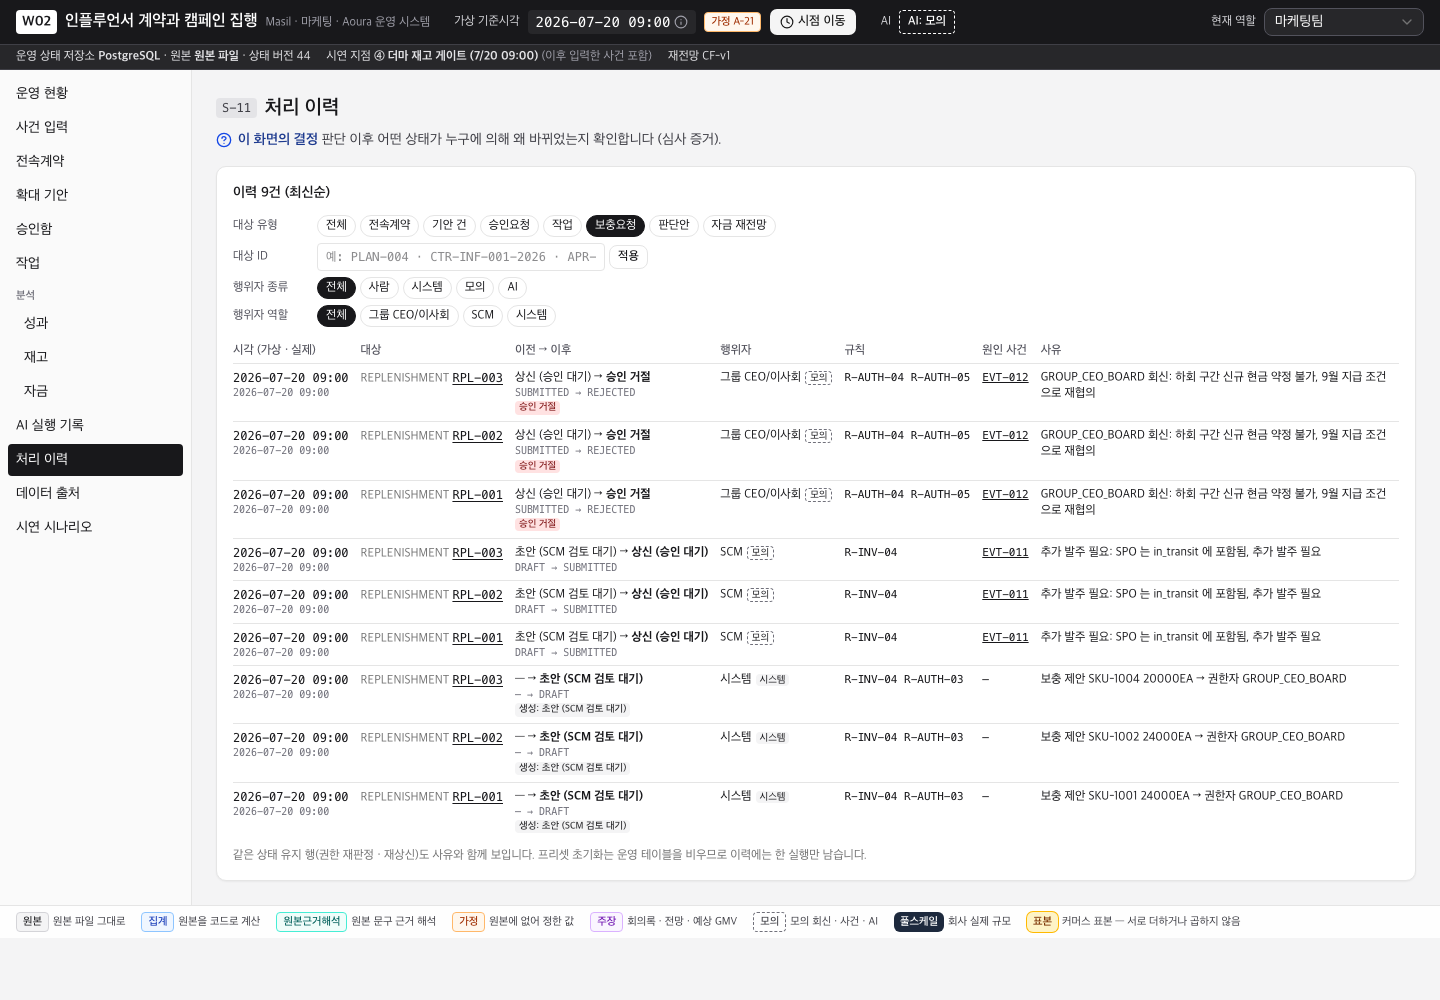 W02 인플루언서 계약과 캠페인 집행 Masil · 마케팅 · Aoura 운영 시스템 가상 기준시각 2026-07-20 09:00 가정 A-21 시점 이동 AI AI: 모의 현재 역할 마케팅팀
운영 상태 저장소 PostgreSQL · 원본 원본 파일 · 상태 버전 44 시연 지점 ④ 더마 재고 게이트 (7/20 09:00) (이후 입력한 사건 포함) 재전망 CF-v1
운영 현황
사건 입력
전속계약
확대 기안
승인함
작업
분석
성과
재고
자금
AI 실행 기록
처리 이력
데이터 출처
시연 시나리오
S-11 처리 이력
이 화면의 결정 판단 이후 어떤 상태가 누구에 의해 왜 바뀌었는지 확인합니다 (심사 증거).
이력 9건 (최신순)
대상 유형 전체 전속계약 기안 건 승인요청 작업 보충요청 판단안 자금 재전망
대상 ID 예: PLAN-004 · CTR-INF-001-2026 · APR- 적용
행위자 종류 전체 사람 시스템 모의 AI
행위자 역할 전체 그룹 CEO/이사회 SCM 시스템
시각 (가상 · 실제) 대상 이전 → 이후 행위자 규칙 원인 사건 사유
2026-07-20 09:00 REPLENISHMENT RPL-003 상신 (승인 대기) → 승인 거절 그룹 CEO/이사회 모의 R-AUTH-04 R-AUTH-05 EVT-012 GROUP_CEO_BOARD 회신: 하회 구간 신규 현금 약정 불가, 9월 지급 조건
2026-07-20 09:00 SUBMITTED → REJECTED 으로 재협의
승인 거절
2026-07-20 09:00 REPLENISHMENT RPL-002 상신 (승인 대기) → 승인 거절 그룹 CEO/이사회 모의 R-AUTH-04 R-AUTH-05 EVT-012 GROUP_CEO_BOARD 회신: 하회 구간 신규 현금 약정 불가, 9월 지급 조건
2026-07-20 09:00 SUBMITTED → REJECTED 으로 재협의
승인 거절
2026-07-20 09:00 REPLENISHMENT RPL-001 상신 (승인 대기) → 승인 거절 그룹 CEO/이사회 모의 R-AUTH-04 R-AUTH-05 EVT-012 GROUP_CEO_BOARD 회신: 하회 구간 신규 현금 약정 불가, 9월 지급 조건
2026-07-20 09:00 SUBMITTED → REJECTED 으로 재협의
승인 거절
2026-07-20 09:00 REPLENISHMENT RPL-003 초안 (SCM 검토 대기) → 상신 (승인 대기) SCM 모의 R-INV-04 EVT-011 추가 발주 필요: SPO 는 in_transit 에 포함됨, 추가 발주 필요
2026-07-20 09:00 DRAFT → SUBMITTED
2026-07-20 09:00 REPLENISHMENT RPL-002 초안 (SCM 검토 대기) → 상신 (승인 대기) SCM 모의 R-INV-04 EVT-011 추가 발주 필요: SPO 는 in_transit 에 포함됨, 추가 발주 필요
2026-07-20 09:00 DRAFT → SUBMITTED
2026-07-20 09:00 REPLENISHMENT RPL-001 초안 (SCM 검토 대기) → 상신 (승인 대기) SCM 모의 R-INV-04 EVT-011 추가 발주 필요: SPO 는 in_transit 에 포함됨, 추가 발주 필요
2026-07-20 09:00 DRAFT → SUBMITTED
2026-07-20 09:00 REPLENISHMENT RPL-003 — → 초안 (SCM 검토 대기) 시스템 시스템 R-INV-04 R-AUTH-03 — 보충 제안 SKU-1004 20000EA → 권한자 GROUP_CEO_BOARD
2026-07-20 09:00 — → DRAFT
생성: 초안 (SCM 검토 대기)
2026-07-20 09:00 REPLENISHMENT RPL-002 — → 초안 (SCM 검토 대기) 시스템 시스템 R-INV-04 R-AUTH-03 — 보충 제안 SKU-1002 24000EA → 권한자 GROUP_CEO_BOARD
2026-07-20 09:00 — → DRAFT
생성: 초안 (SCM 검토 대기)
2026-07-20 09:00 REPLENISHMENT RPL-001 — → 초안 (SCM 검토 대기) 시스템 시스템 R-INV-04 R-AUTH-03 — 보충 제안 SKU-1001 24000EA → 권한자 GROUP_CEO_BOARD
2026-07-20 09:00 — → DRAFT
생성: 초안 (SCM 검토 대기)
같은 상태 유지 행(권한 재판정 · 재상신)도 사유와 함께 보입니다. 프리셋 초기화는 운영 테이블을 비우므로 이력에는 한 실행만 남습니다.
원본 원본 파일 그대로 집계 원본을 코드로 계산 원본근거해석 원본 문구 근거 해석 가정 원본에 없어 정한 값 주장 회의록 · 전망 · 예상 GMV 모의 모의 회신 · 사건 · AI 풀스케일 회사 실제 규모 표본 커머스 표본 — 서로 더하거나 곱하지 않음